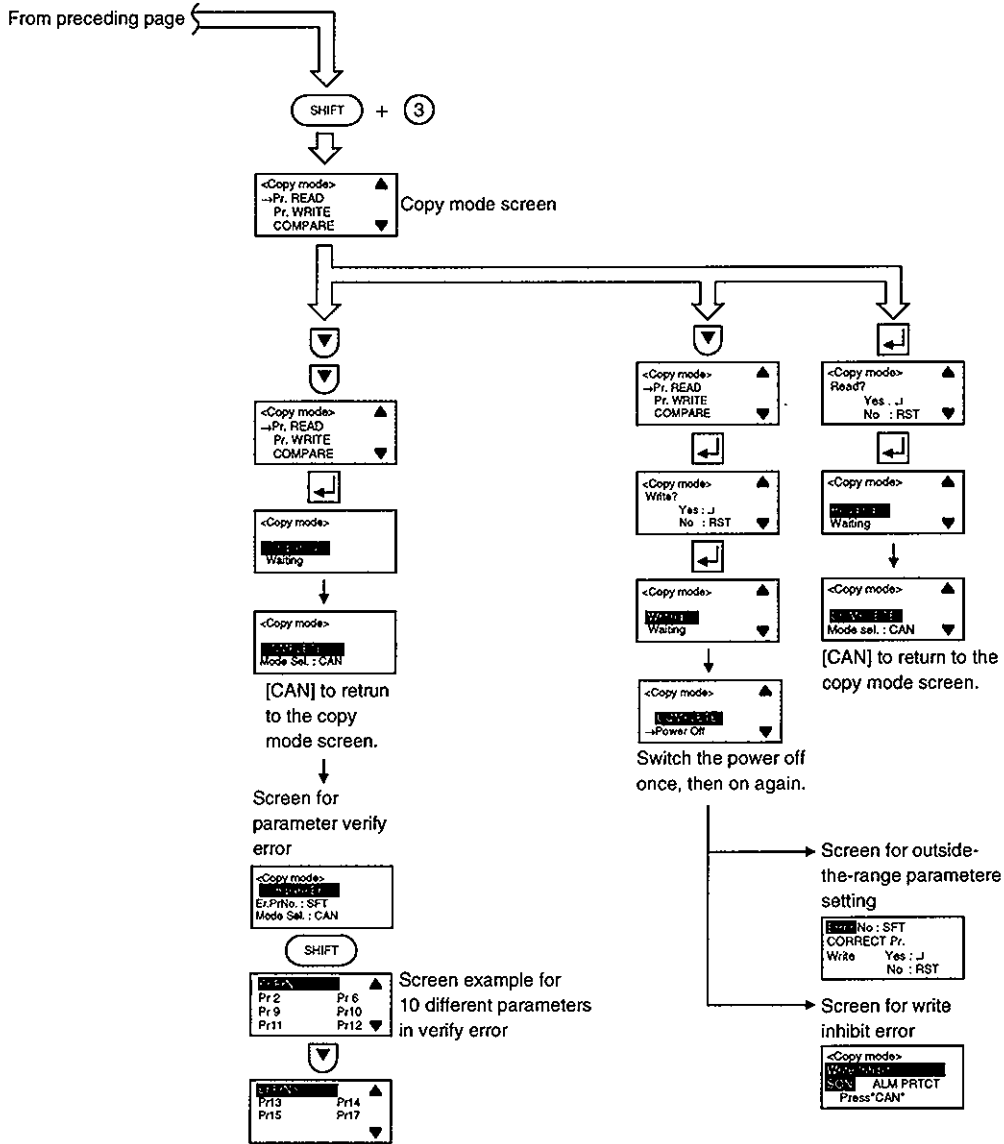 From preceding page
SHIFT + 3
<Copy mode> ▲
→Pr. READ
Pr. WRITE
COMPARE ▼
Copy mode screen
▼
▼
<Copy mode> ▲
→Pr. READ
Pr. WRITE
COMPARE ▼
<Copy mode>
Waiting
<Copy mode>
Mode Sel. : CAN
[CAN] to retrun
to the copy
mode screen.
Screen for
parameter verify
error
<Copy mode>
Er.PrNo. : SFT
Mode Sel. : CAN
SHIFT
▲
Pr 2 Pr 6
Pr 9 Pr10
Pr11 Pr12 ▼
Screen example for
10 different parameters
in verify error
▼
▲
Pr13 Pr14
Pr15 Pr17
▼
▼
<Copy mode> ▲
→Pr. READ
Pr. WRITE
COMPARE ▼
<Copy mode> ▲
Write?
Yes : ↵
No : RST ▼
<Copy mode> ▲
Waiting ▼
<Copy mode> ▲
→Power Off ▼
Switch the power off
once, then on again.
Screen for outside-
the-range parametere
setting
No : SFT
CORRECT Pr.
Write Yes : ↵
No : RST
Screen for write
inhibit error
<Copy mode>
ALM PRTCT
Press"CAN"
<Copy mode> ▲
Read?
Yes : ↵
No : RST ▼
<Copy mode> ▲
Waiting ▼
<Copy mode> ▲
Mode sel. : CAN ▼
[CAN] to return to the
copy mode screen.